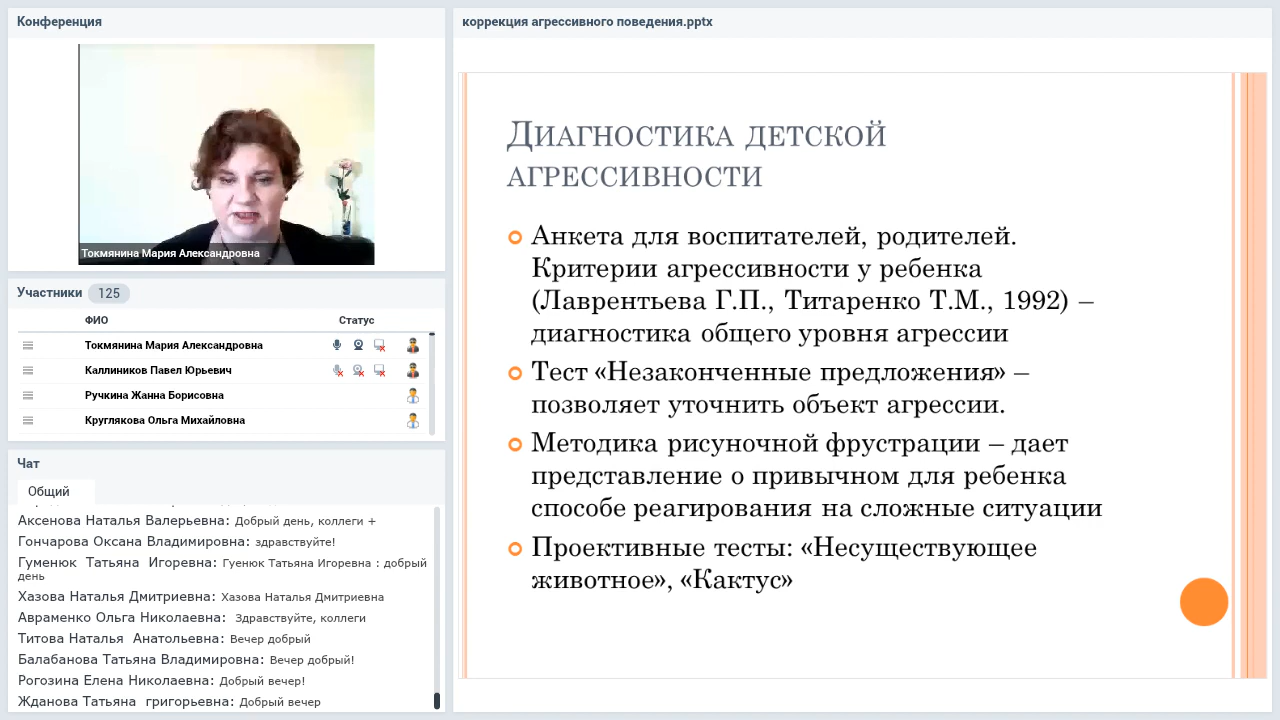 Конференция
Токмянина Мария Александровна
Участники 125
ФИО Статус
Токмянина Мария Александровна
Каллиников Павел Юрьевич
Ручкина Жанна Борисовна
Круглякова Ольга Михайловна
Чат
Общий
Аксенова Наталья Валерьевна: Добрый день, коллеги +
Гончарова Оксана Владимировна: здравствуйте!
Гуменюк Татьяна Игоревна: Гуенюк Татьяна Игоревна : добрый
день
Хазова Наталья Дмитриевна: Хазова Наталья Дмитриевна
Авраменко Ольга Николаевна: Здравствуйте, коллеги
Титова Наталья Анатольевна: Вечер добрый
Балабанова Татьяна Владимировна: Вечер добрый!
Рогозина Елена Николаевна: Добрый вечер!
Жданова Татьяна григорьевна: Добрый вечер
коррекция агрессивного поведения.pptx
Диагностика детской
агрессивности
Анкета для воспитателей, родителей.
Критерии агрессивности у ребенка
(Лаврентьева Г.П., Титаренко Т.М., 1992) –
диагностика общего уровня агрессии
Тест «Незаконченные предложения» –
позволяет уточнить объект агрессии.
Методика рисуночной фрустрации – дает
представление о привычном для ребенка
способе реагирования на сложные ситуации
Проективные тесты: «Несуществующее
животное», «Кактус»